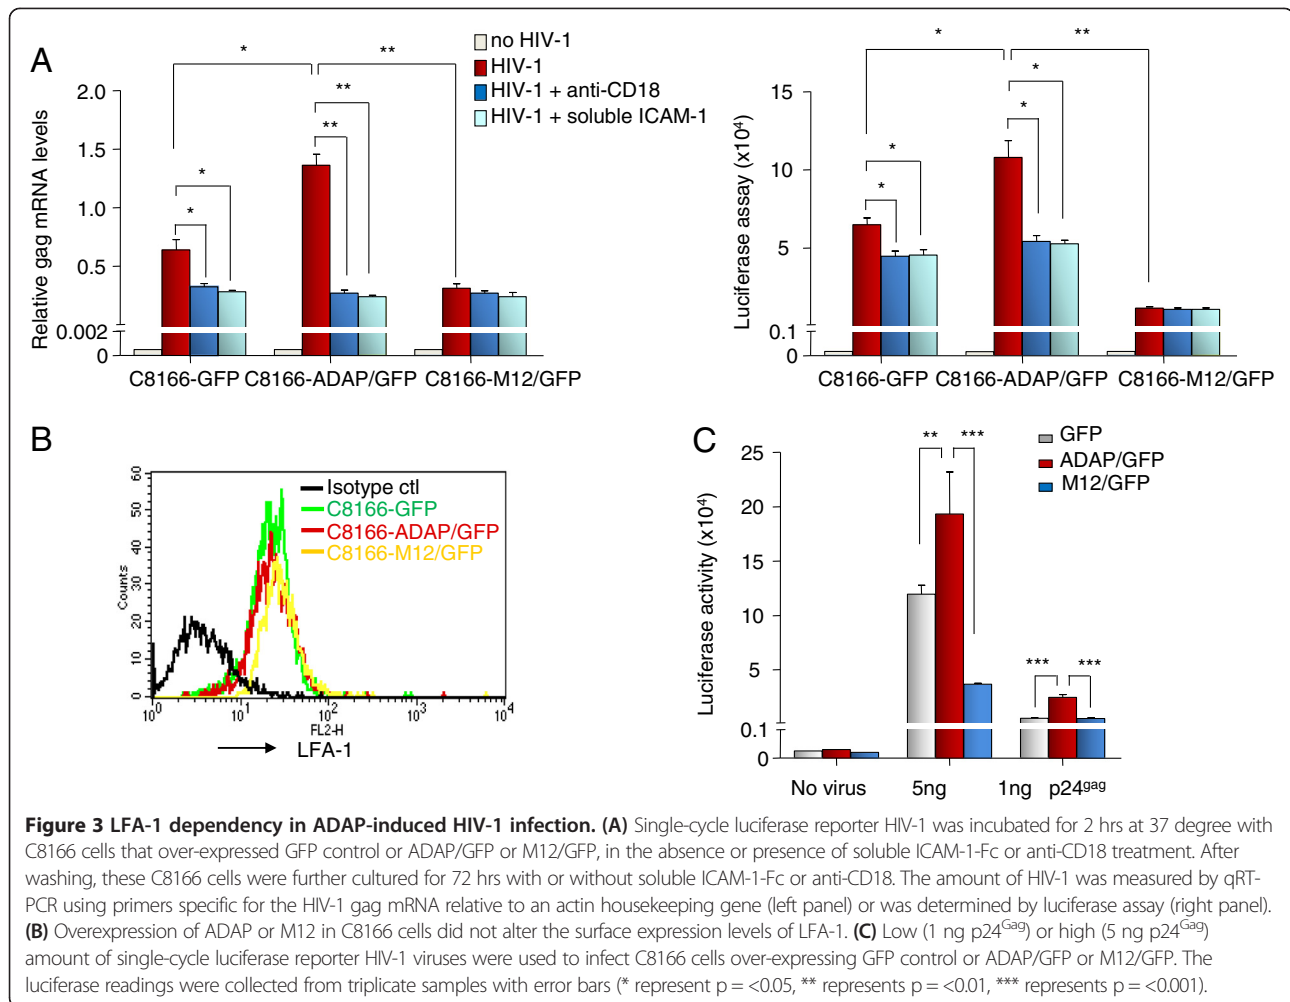 A
no HIV-1
HIV-1
HIV-1 + anti-CD18
HIV-1 + soluble ICAM-1
* **
**
**
*
*
Relative gag mRNA levels
2.0
1.5
1.0
0.5
0.002
0
C8166-GFP C8166-ADAP/GFP C8166-M12/GFP
* **
*
*
*
*
Luciferase assay (x10⁴)
15
10
5
0.1
0
C8166-GFP C8166-ADAP/GFP C8166-M12/GFP
B
Isotype ctl
C8166-GFP
C8166-ADAP/GFP
C8166-M12/GFP
Counts
60
50
40
30
20
10
0
10⁰ 10¹ 10² 10³ 10⁴
FL2-H
LFA-1
C
GFP
ADAP/GFP
M12/GFP
** ***
*** ***
Luciferase activity (x10⁴)
25
20
15
10
5
0.1
0
No virus 5ng 1ng p24ᵍᵃᵍ
Figure 3 LFA-1 dependency in ADAP-induced HIV-1 infection. (A) Single-cycle luciferase reporter HIV-1 was incubated for 2 hrs at 37 degree with
C8166 cells that over-expressed GFP control or ADAP/GFP or M12/GFP, in the absence or presence of soluble ICAM-1-Fc or anti-CD18 treatment. After
washing, these C8166 cells were further cultured for 72 hrs with or without soluble ICAM-1-Fc or anti-CD18. The amount of HIV-1 was measured by qRT-
PCR using primers specific for the HIV-1 gag mRNA relative to an actin housekeeping gene (left panel) or was determined by luciferase assay (right panel).
(B) Overexpression of ADAP or M12 in C8166 cells did not alter the surface expression levels of LFA-1. (C) Low (1 ng p24ᴳᵃᵍ) or high (5 ng p24ᴳᵃᵍ)
amount of single-cycle luciferase reporter HIV-1 viruses were used to infect C8166 cells over-expressing GFP control or ADAP/GFP or M12/GFP. The
luciferase readings were collected from triplicate samples with error bars (* represent p = <0.05, ** represents p = <0.01, *** represents p = <0.001).